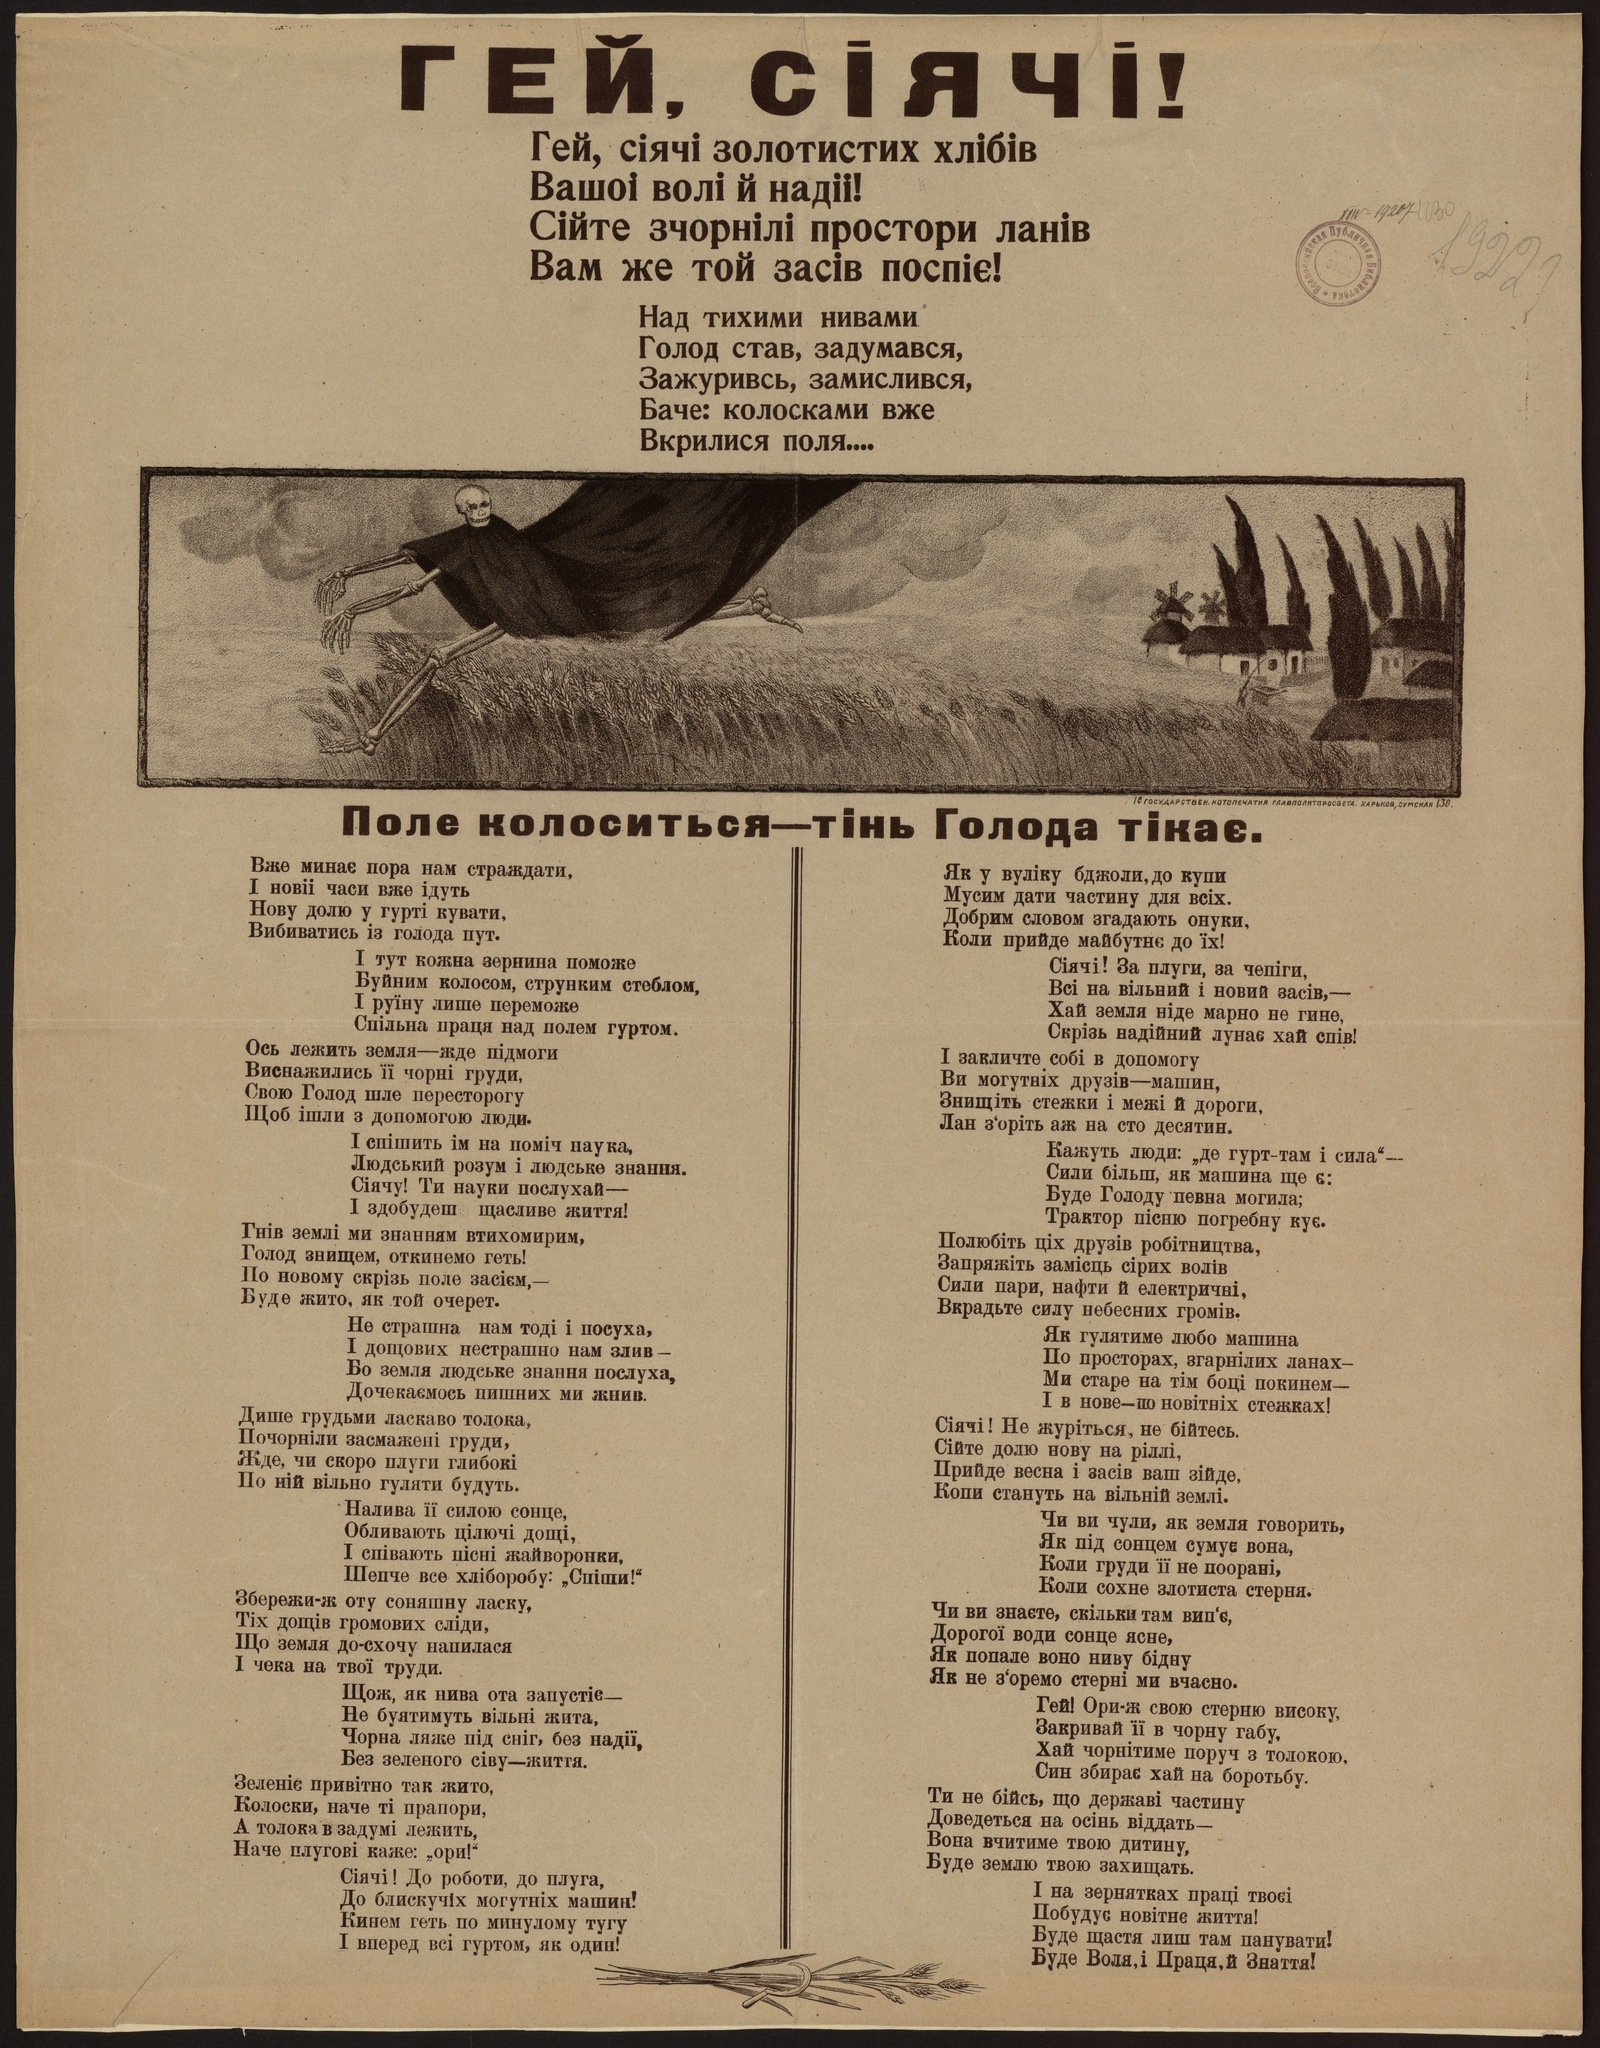 ГЕЙ, СІЯЧІ!
Гей, сіячі золотистих хлібів
Вашоі волі й надіі!
Сійте зчорнілі простори ланів
Вам же той засів поспіє!
Над тихими нивами
Голод став, задумався,
Зажуривсь, замислився,
Баче: колосками вже
Вкрилися поля....
XIV-19207
1922?
Всероссийская Публичная Библиотека
ГОСУДАРСТВЕН. НОТОПЕЧАТНЯ ГЛАВПОЛИТПРОСВЕТА. ХАРЬКОВ, СУМСКАЯ 130.
Поле колоситься—тінь Голода тікає.
Вже минає пора нам страждати,
І новіі часи вже ідуть
Нову долю у гурті кувати,
Вибиватись із голода пут.
І тут кожна зернина поможе
Буйним колосом, струнким стеблом,
І руїну лише переможе
Спільна праця над полем гуртом.
Ось лежить земля—жде підмоги
Виснажились її чорні груди,
Свою Голод шле пересторогу
Щоб ішли з допомогою люди.
І спішить ім на поміч наука,
Людський розум і людське знання.
Сіячу! Ти науки послухай—
І здобудеш щасливе життя!
Гнів землі ми знанням втихомирим,
Голод знищем, откинемо геть!
По новому скрізь поле засієм,—
Буде жито, як той очерет.
Не страшна нам тоді і посуха,
І дощових нестрашно нам злив—
Бо земля людське знання послуха,
Дочекаємось пишних ми жнив.
Дише грудьми ласкаво толока,
Почорніли засмажені груди,
Жде, чи скоро плуги глибокі
По ній вільно гуляти будуть.
Налива її силою сонце,
Обливають цілючі дощі,
І співають пісні жайворонки,
Шепче все хліборобу: „Спіши!“
Збережи-ж оту соняшну ласку,
Тіх дощів громових сліди,
Що земля до-схочу напилася
І чека на твої труди.
Щож, як нива ота запустіє—
Не буятимуть вільні жита,
Чорна ляже під сніг, без надії,
Без зеленого сіву—життя.
Зеленіє привітно так жито,
Колоски, наче ті прапори,
А толока в задумі лежить,
Наче плугові каже: „ори!“
Сіячі! До роботи, до плуга,
До блискучіх могутніх машин!
Кинем геть по минулому тугу
І вперед всі гуртом, як один!
Як у вуліку бджоли, до купи
Мусим дати частину для всіх.
Добрим словом згадають онуки,
Коли прийде майбутнє до їх!
Сіячі! За плуги, за чепіги,
Всі на вільний і новий засів,—
Хай земля ніде марно не гине,
Скрізь надійний лунає хай спів!
І закличте собі в допомогу
Ви могутніх друзів—машин,
Знищіть стежки і межі й дороги,
Лан з‘оріть аж на сто десятин.
Кажуть люди: „де гурт-там і сила“—
Сили більш, як машина ще є:
Буде Голоду певна могила;
Трактор пісню погребну кує.
Полюбіть ціх друзів робітництва,
Запряжіть замісць сірих волів
Сили пари, нафти й електричні,
Вкрадьте силу небесних громів.
Як гулятиме любо машина
По просторах, згарнілих ланах—
Ми старе на тім боці покинем—
І в нове—по новітніх стежках!
Сіячі! Не журіться, не бійтесь.
Сійте долю нову на ріллі,
Прийде весна і засів ваш зійде,
Копи стануть на вільній землі.
Чи ви чули, як земля говорить,
Як під сонцем сумує вона,
Коли груди її не поорані,
Коли сохне злотиста стерня.
Чи ви знаєте, скільки там вип‘є,
Дорогої води сонце ясне,
Як попале воно ниву бідну
Як не з‘оремо стерні ми вчасно.
Гей! Ори-ж свою стерню високу,
Закривай її в чорну габу,
Хай чорнітиме поруч з толокою,
Син збирає хай на боротьбу.
Ти не бійсь, що державі частину
Доведеться на осінь віддать—
Вона вчитиме твою дитину,
Буде землю твою захищать.
І на зернятках праці твоєі
Побудує новітнє життя!
Буде щастя лиш там панувати!
Буде Воля, і Праця, й Знаття!